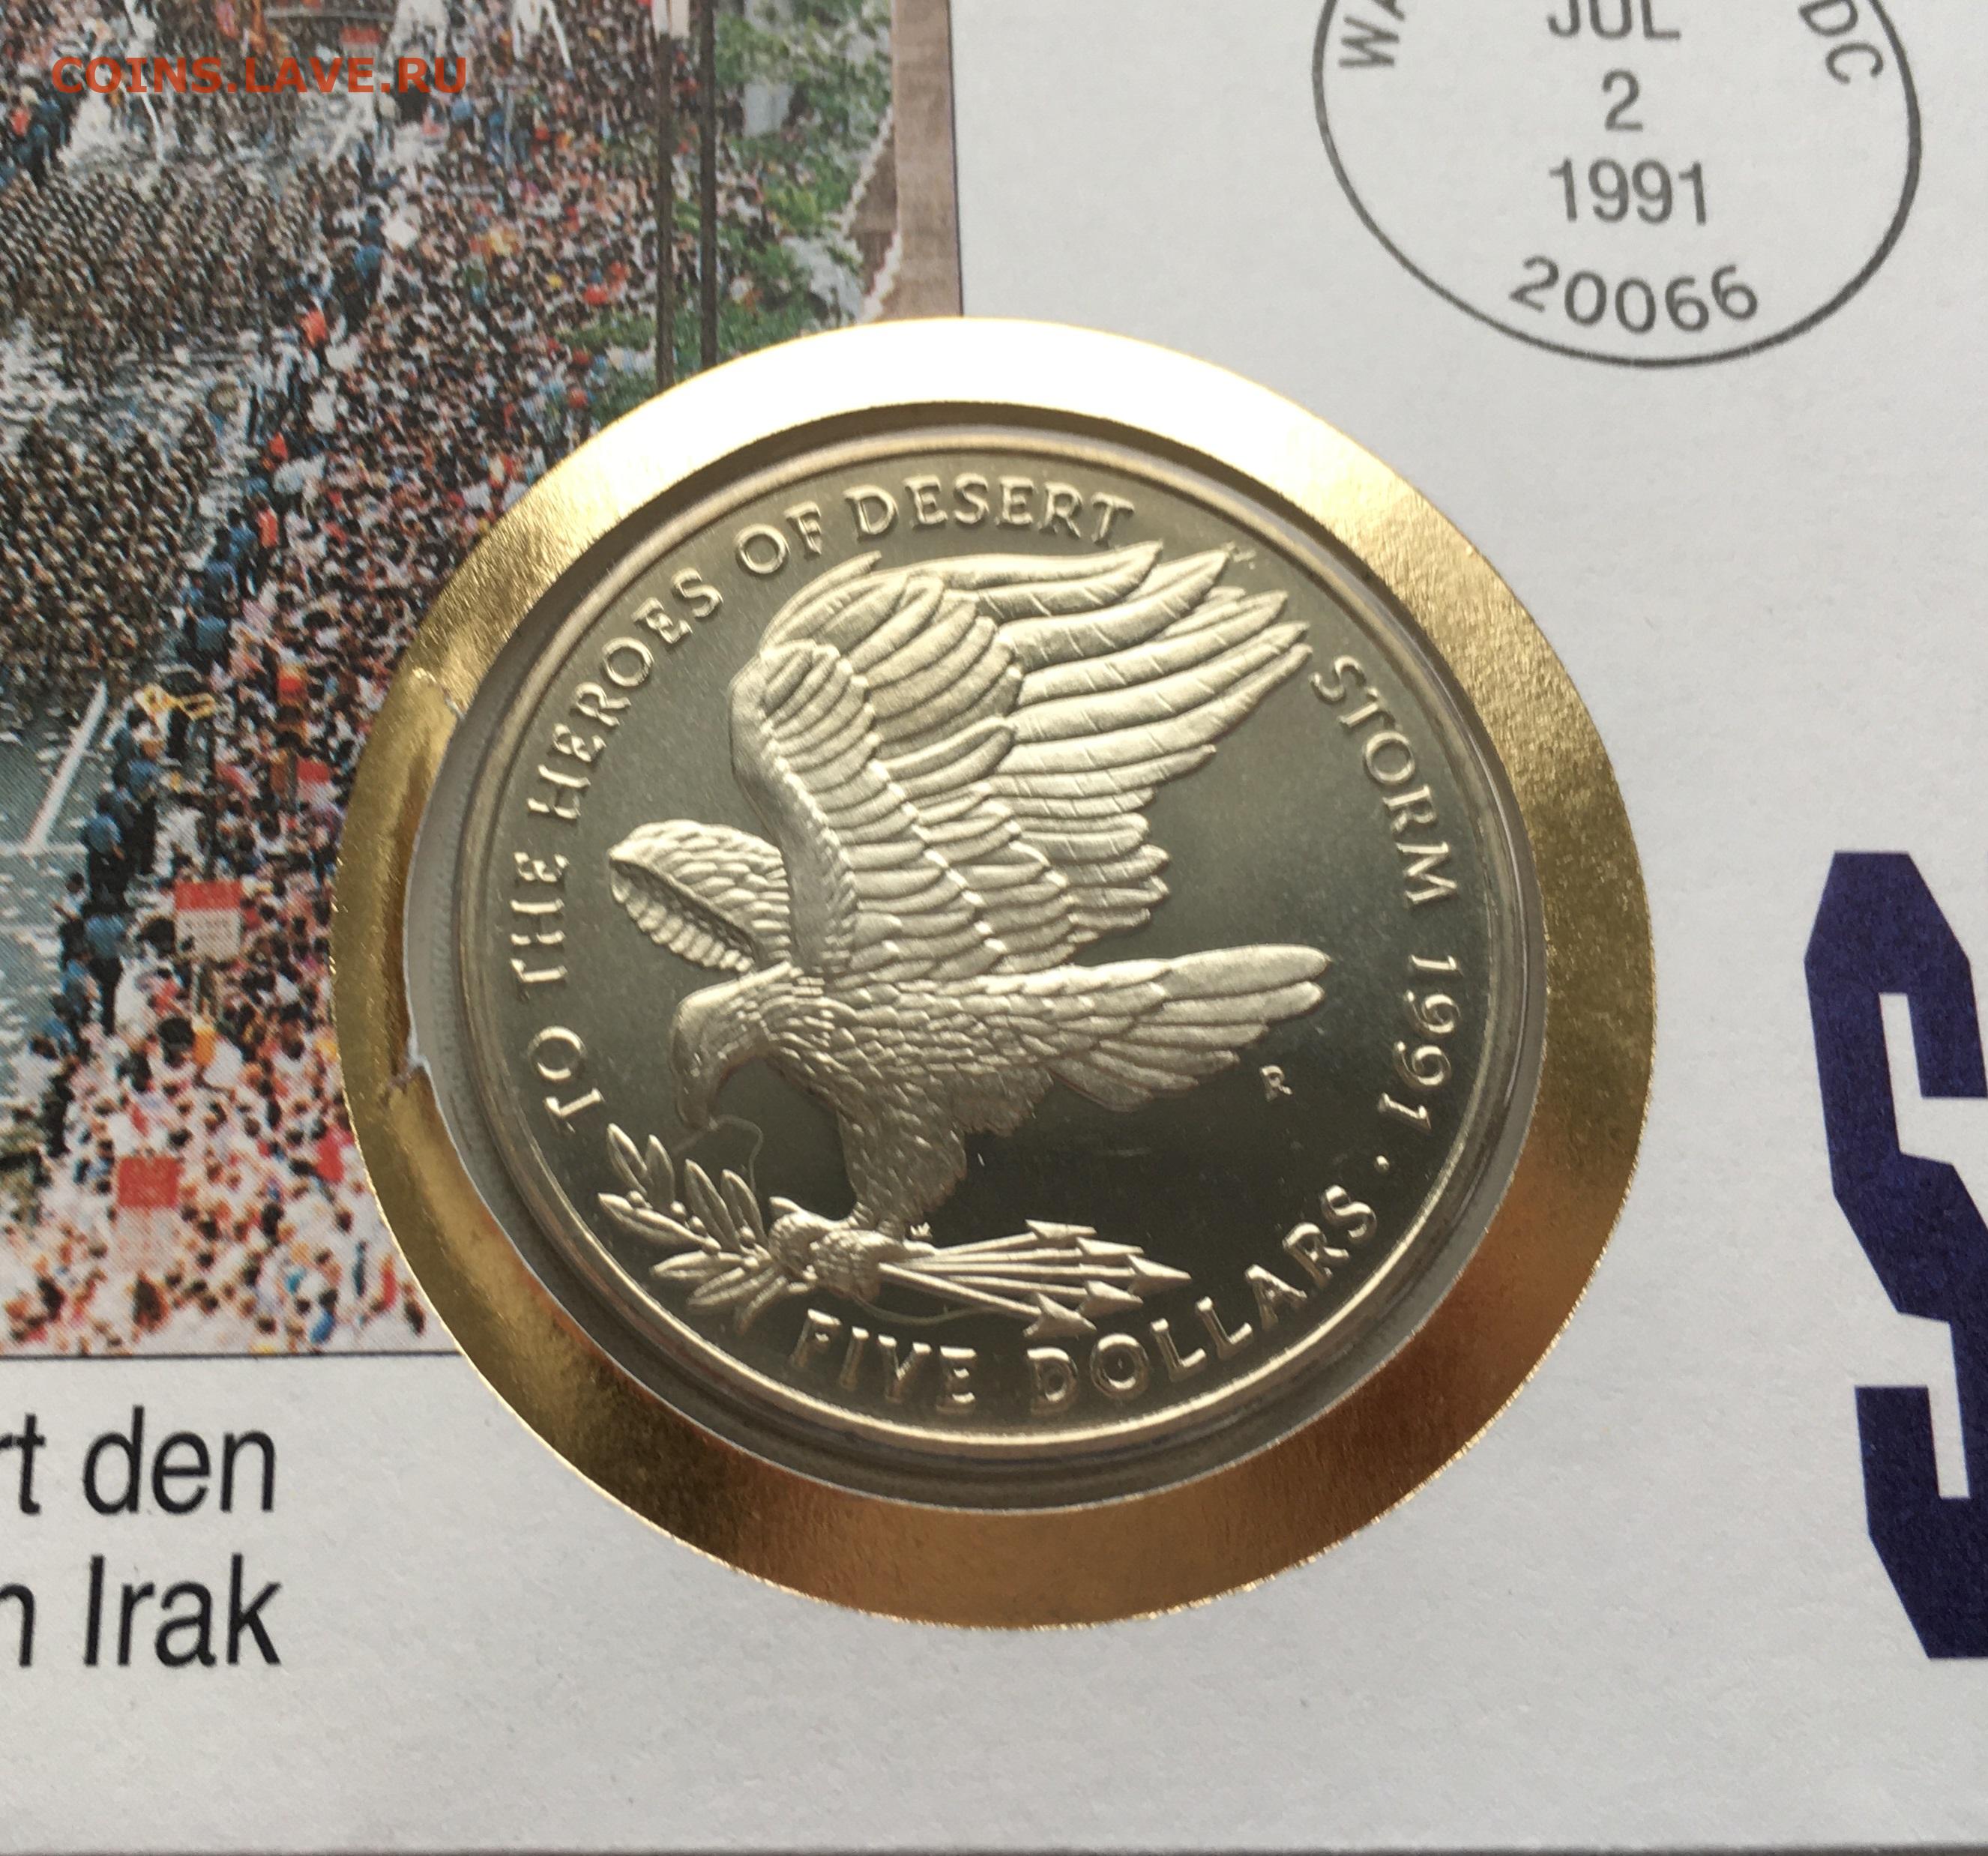 COINS.LAVE.RU
DC
JUL
2
1991
20066
TO THE HEROES OF DESERT STORM 1991 ·
FIVE DOLLARS
R
den
Irak